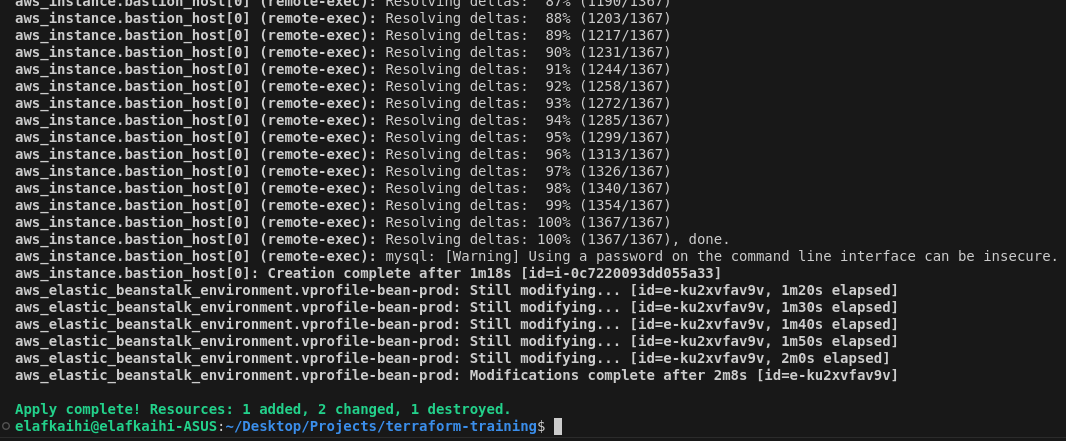 aws_instance.bastion_host[0] (remote-exec): Resolving deltas:  87% (1190/1367)
aws_instance.bastion_host[0] (remote-exec): Resolving deltas:  88% (1203/1367)
aws_instance.bastion_host[0] (remote-exec): Resolving deltas:  89% (1217/1367)
aws_instance.bastion_host[0] (remote-exec): Resolving deltas:  90% (1231/1367)
aws_instance.bastion_host[0] (remote-exec): Resolving deltas:  91% (1244/1367)
aws_instance.bastion_host[0] (remote-exec): Resolving deltas:  92% (1258/1367)
aws_instance.bastion_host[0] (remote-exec): Resolving deltas:  93% (1272/1367)
aws_instance.bastion_host[0] (remote-exec): Resolving deltas:  94% (1285/1367)
aws_instance.bastion_host[0] (remote-exec): Resolving deltas:  95% (1299/1367)
aws_instance.bastion_host[0] (remote-exec): Resolving deltas:  96% (1313/1367)
aws_instance.bastion_host[0] (remote-exec): Resolving deltas:  97% (1326/1367)
aws_instance.bastion_host[0] (remote-exec): Resolving deltas:  98% (1340/1367)
aws_instance.bastion_host[0] (remote-exec): Resolving deltas:  99% (1354/1367)
aws_instance.bastion_host[0] (remote-exec): Resolving deltas: 100% (1367/1367)
aws_instance.bastion_host[0] (remote-exec): Resolving deltas: 100% (1367/1367), done.
aws_instance.bastion_host[0] (remote-exec): mysql: [Warning] Using a password on the command line interface can be insecure.
aws_instance.bastion_host[0]: Creation complete after 1m18s [id=i-0c7220093dd055a33]
aws_elastic_beanstalk_environment.vprofile-bean-prod: Still modifying... [id=e-ku2xvfav9v, 1m20s elapsed]
aws_elastic_beanstalk_environment.vprofile-bean-prod: Still modifying... [id=e-ku2xvfav9v, 1m30s elapsed]
aws_elastic_beanstalk_environment.vprofile-bean-prod: Still modifying... [id=e-ku2xvfav9v, 1m40s elapsed]
aws_elastic_beanstalk_environment.vprofile-bean-prod: Still modifying... [id=e-ku2xvfav9v, 1m50s elapsed]
aws_elastic_beanstalk_environment.vprofile-bean-prod: Still modifying... [id=e-ku2xvfav9v, 2m0s elapsed]
aws_elastic_beanstalk_environment.vprofile-bean-prod: Modifications complete after 2m8s [id=e-ku2xvfav9v]
Apply complete! Resources: 1 added, 2 changed, 1 destroyed.
elafkaihi@elafkaihi-ASUS:~/Desktop/Projects/terraform-training$